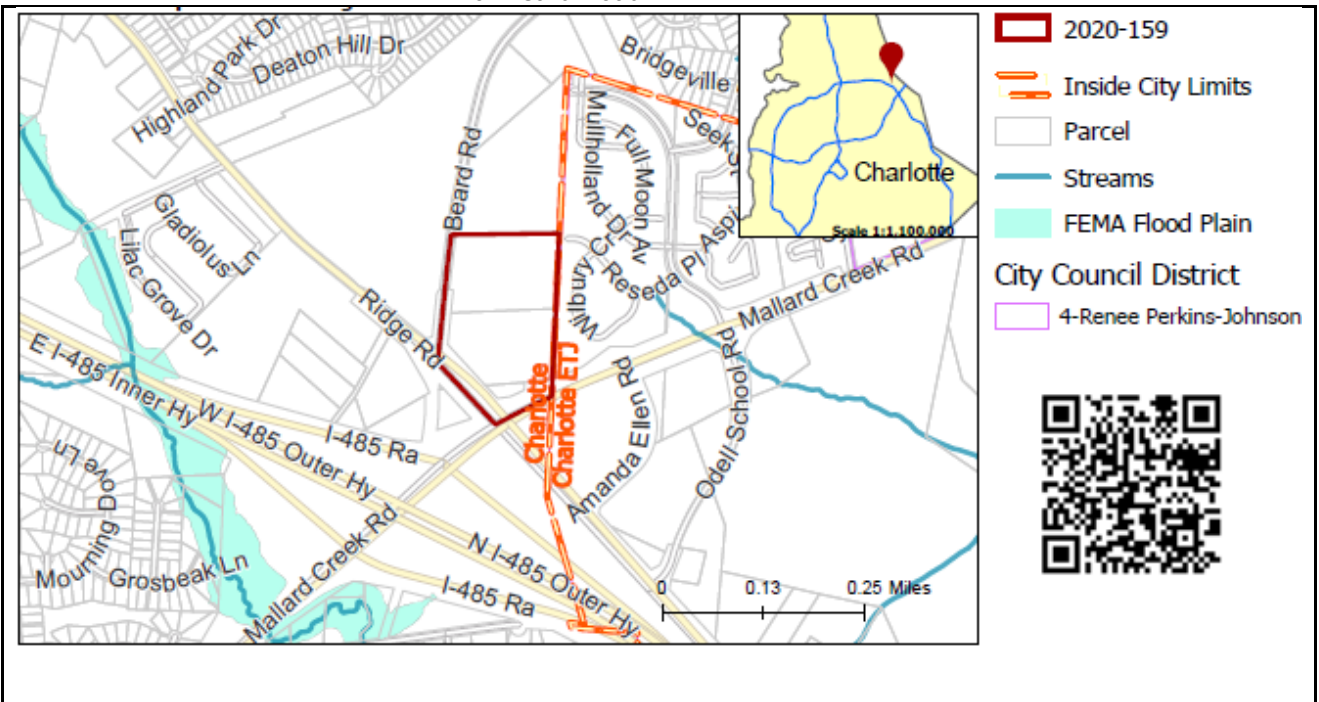 Highland Park Dr
Deaton Hill Dr
Beard Rd
Bridgeville
Mullholland Dr
Full Moon Av
Charlotte
Scale 1:1,100,000
Gladiolus Ln
Lilac Grove Dr
Ridge Rd
Wilbury Cr
Reseda Pl
Mallard Creek Rd
E I-485 Inner Hy
W I-485 Outer Hy
I-485 Ra
Charlotte
Charlotte ETJ
Amanda Ellen Rd
Odell School Rd
Mourning Dove Ln
Grosbeak Ln
Mallard Creek Rd
N I-485 Outer Hy
I-485 Ra
0 0.13 0.25 Miles
2020-159
Inside City Limits
Parcel
Streams
FEMA Flood Plain
City Council District
4-Renee Perkins-Johnson